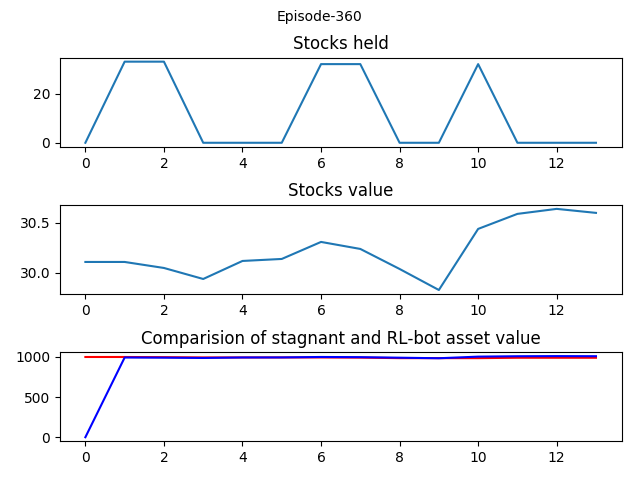 Episode-360
Stocks held
20
0
0 2 4 6 8 10 12
Stocks value
30.5
30.0
0 2 4 6 8 10 12
Comparision of stagnant and RL-bot asset value
1000
500
0
0 2 4 6 8 10 12